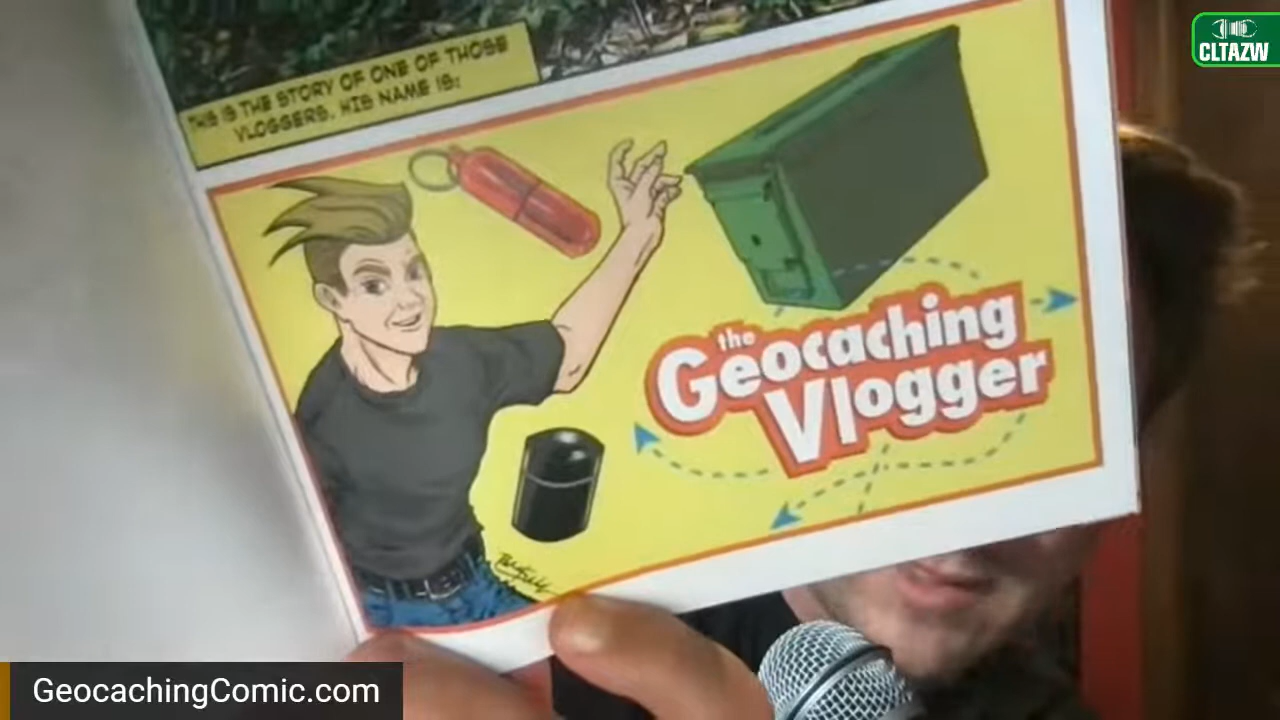 CLTAZW
THIS IS THE STORY OF ONE OF THOSE
VLOGGERS. HIS NAME IS:
the
Geocaching
Vlogger
GeocachingComic.com